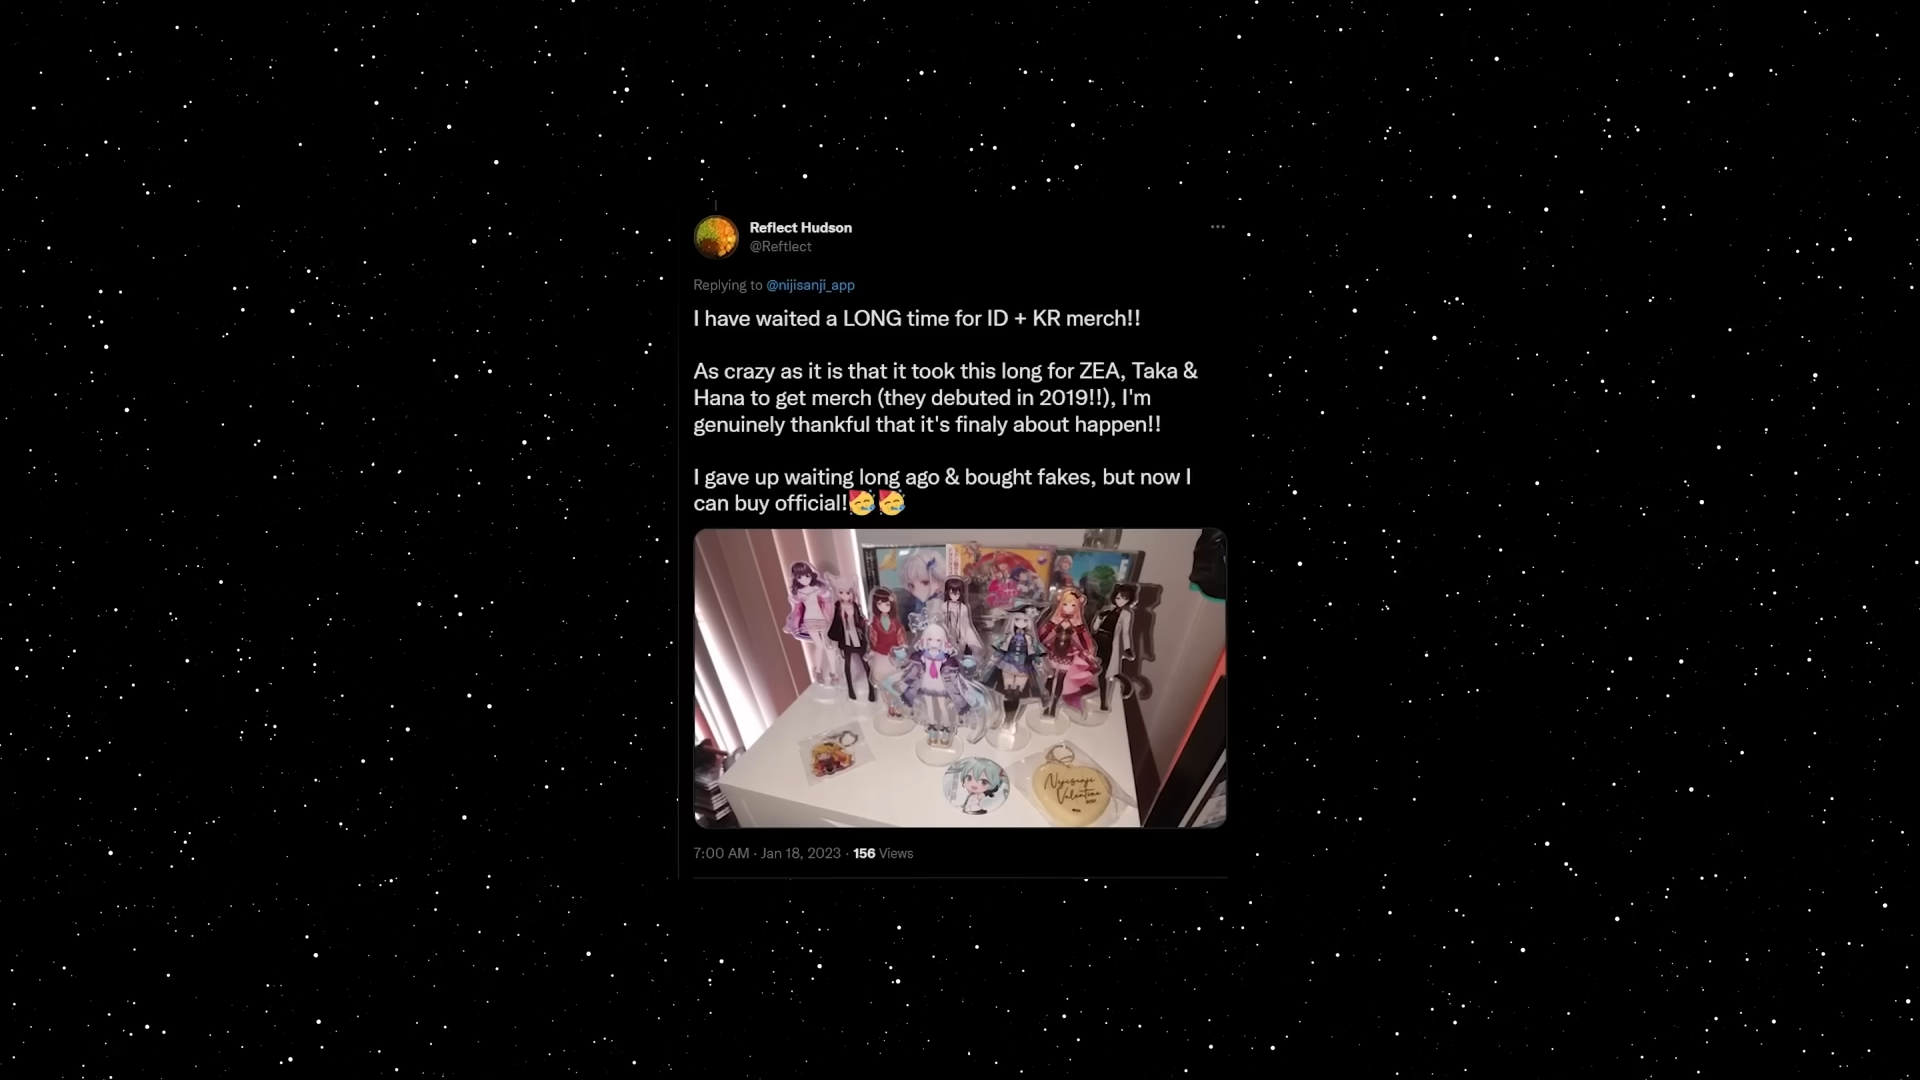 Reflect Hudson
@Reftlect
Replying to @nijisanji_app
I have waited a LONG time for ID + KR merch!!
As crazy as it is that it took this long for ZEA, Taka &
Hana to get merch (they debuted in 2019!!), I'm
genuinely thankful that it's finaly about happen!!
I gave up waiting long ago & bought fakes, but now I
can buy official!🥳🥳
Nijisanji
Valentine
7:00 AM · Jan 18, 2023 · 156 Views